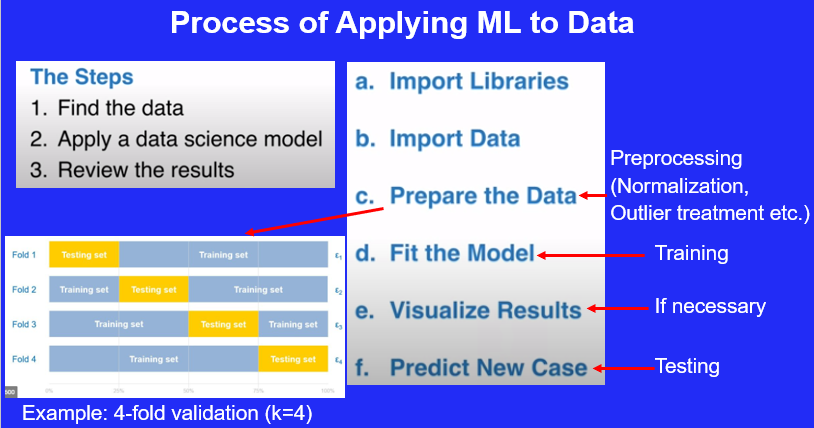 Process of Applying ML to Data
The Steps
1. Find the data
2. Apply a data science model
3. Review the results
a. Import Libraries
b. Import Data
c. Prepare the Data
d. Fit the Model
e. Visualize Results
f. Predict New Case
Preprocessing
(Normalization,
Outlier treatment etc.)
Training
If necessary
Testing
Fold 1 Testing set Training set ε1
Fold 2 Training set Testing set Training set ε2
Fold 3 Training set Testing set Training set ε3
Fold 4 Training set Testing set ε4
0% 25% 50% 75% 100%
Example: 4-fold validation (k=4)